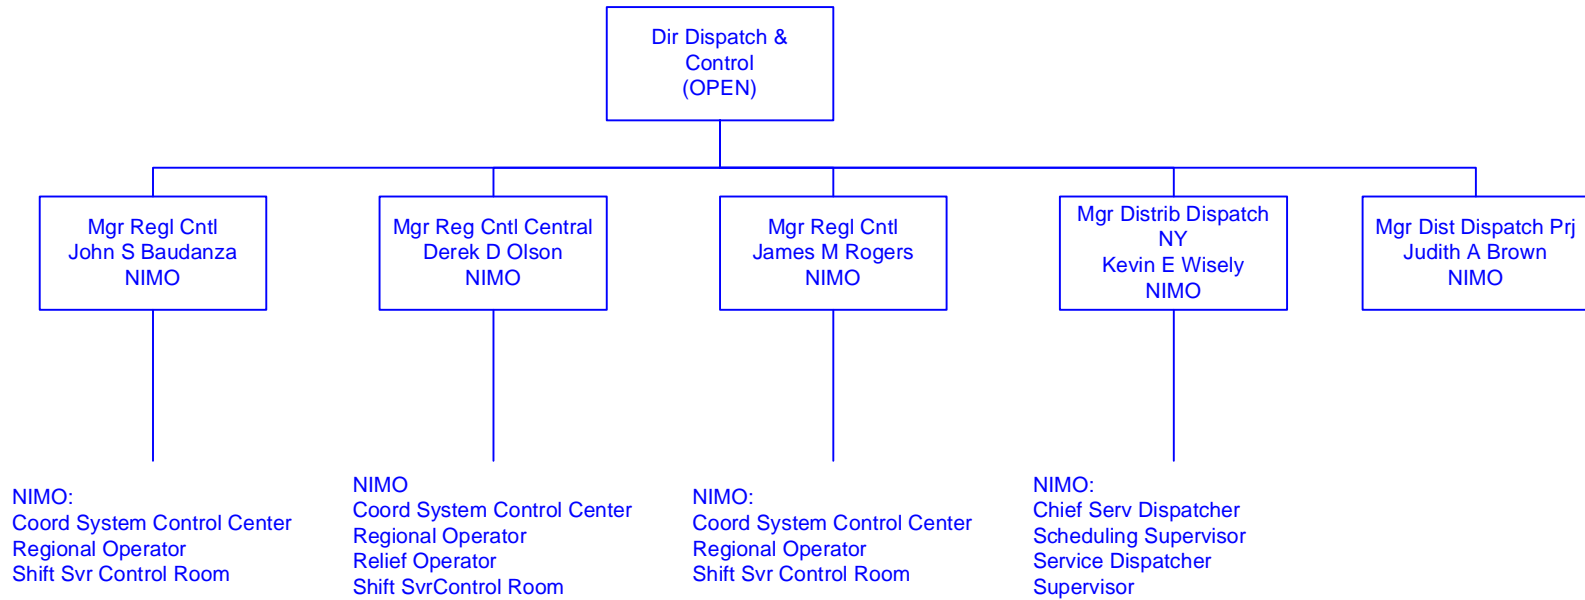 Dir Dispatch &
Control
(OPEN)
Mgr Regl Cntl
John S Baudanza
NIMO
Mgr Reg Cntl Central
Derek D Olson
NIMO
Mgr Regl Cntl
James M Rogers
NIMO
Mgr Distrib Dispatch
NY
Kevin E Wisely
NIMO
Mgr Dist Dispatch Prj
Judith A Brown
NIMO
NIMO:
Coord System Control Center
Regional Operator
Shift Svr Control Room
NIMO
Coord System Control Center
Regional Operator
Relief Operator
Shift SvrControl Room
NIMO:
Coord System Control Center
Regional Operator
Shift Svr Control Room
NIMO:
Chief Serv Dispatcher
Scheduling Supervisor
Service Dispatcher
Supervisor